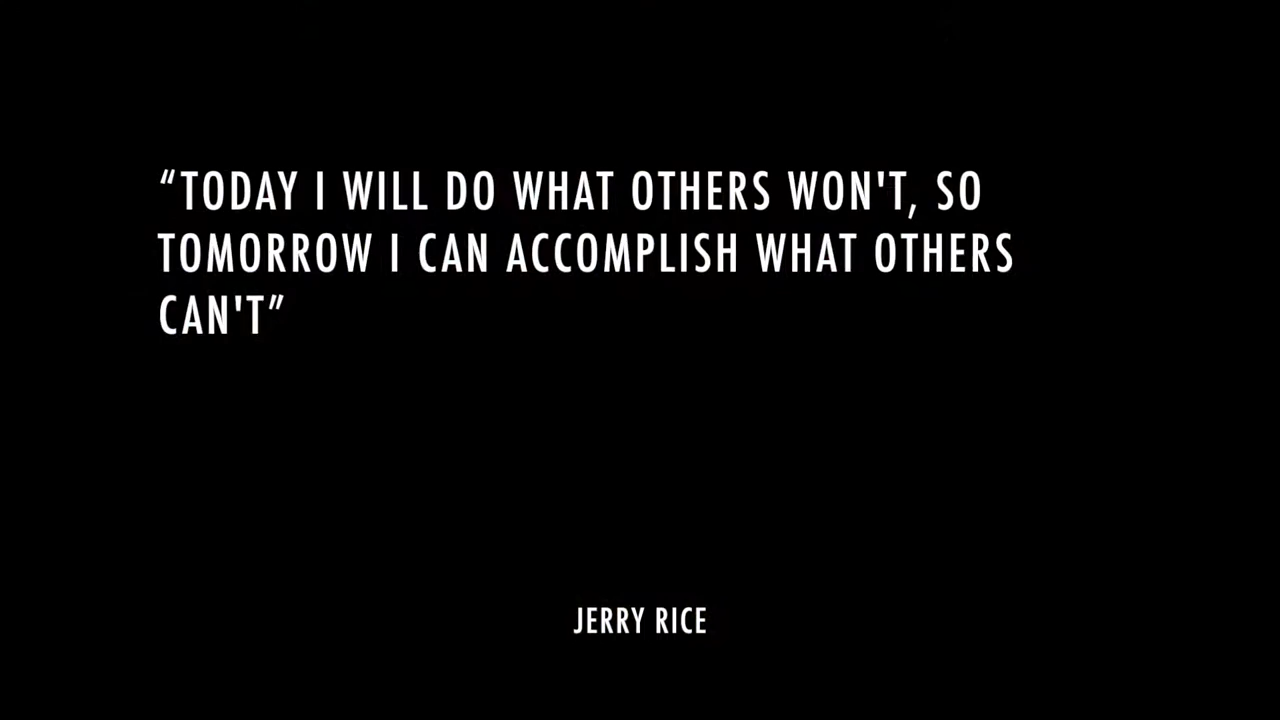 “TODAY I WILL DO WHAT OTHERS WON'T, SO
TOMORROW I CAN ACCOMPLISH WHAT OTHERS
CAN'T”
JERRY RICE